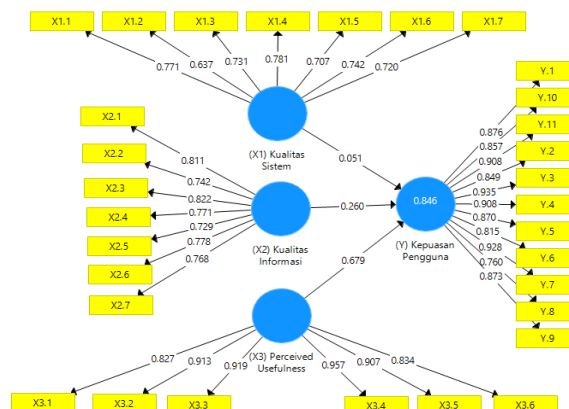 X1.1 X1.2 X1.3 X1.4 X1.5 X1.6 X1.7
0.771 0.637 0.731 0.781 0.707 0.742 0.720
(X1) Kualitas
Sistem
X2.1
X2.2
X2.3
X2.4
X2.5
X2.6
X2.7
0.811
0.742
0.822
0.771
0.729
0.778
0.768
(X2) Kualitas
Informasi
0.051
0.260
0.679
0.846
(Y) Kepuasan
Pengguna
0.876
0.857
0.908
0.849
0.935
0.908
0.870
0.815
0.928
0.760
0.873
Y.1
Y.10
Y.11
Y.2
Y.3
Y.4
Y.5
Y.6
Y.7
Y.8
Y.9
(X3) Perceived
Usefulness
0.827 0.913 0.919 0.957 0.907 0.834
X3.1 X3.2 X3.3 X3.4 X3.5 X3.6